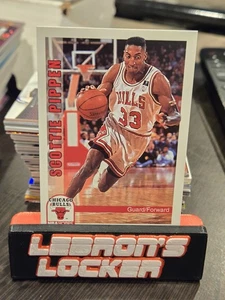 SCOTTIE PIPPEN
BULLS
33
CHICAGO
BULLS
Guard/Forward
LEBRON'S
LOCKER